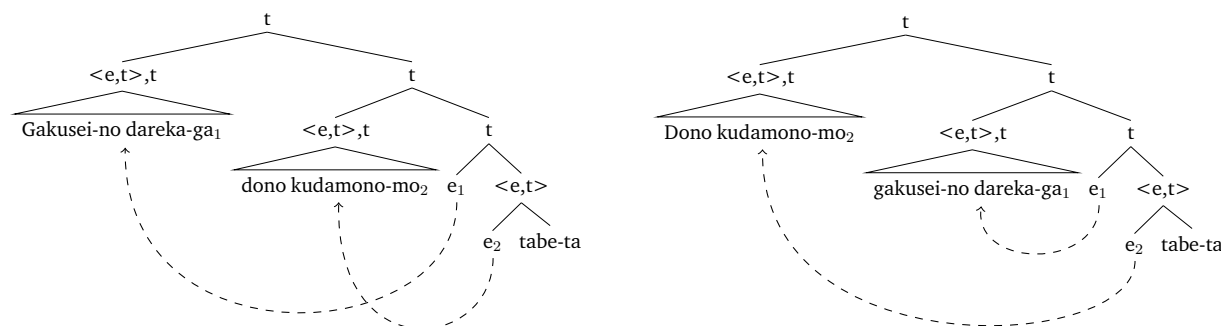 t
<e,t>,t t
Gakusei-no dareka-ga₁ <e,t>,t t
dono kudamono-mo₂ e₁ <e,t>
e₂ tabe-ta
t
<e,t>,t t
Dono kudamono-mo₂ <e,t>,t t
gakusei-no dareka-ga₁ e₁ <e,t>
e₂ tabe-ta